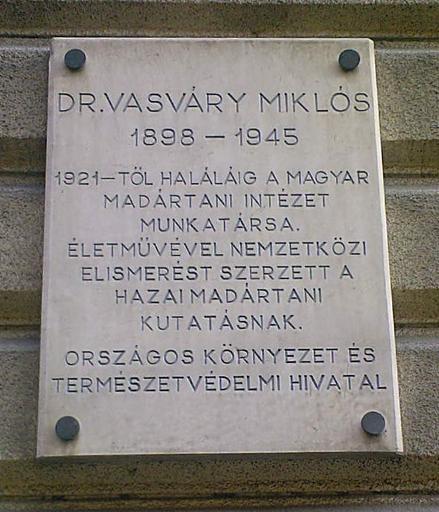 DR. VASVÁRY MIKLÓS
1898 – 1945
1921–TŐL HALÁLÁIG A MAGYAR
MADÁRTANI INTÉZET
MUNKATÁRSA.
ÉLETMŰVÉVEL NEMZETKÖZI
ELISMERÉST SZERZETT A
HAZAI MADÁRTANI
KUTATÁSNAK.
ORSZÁGOS KÖRNYEZET ÉS
TERMÉSZETVÉDELMI HIVATAL